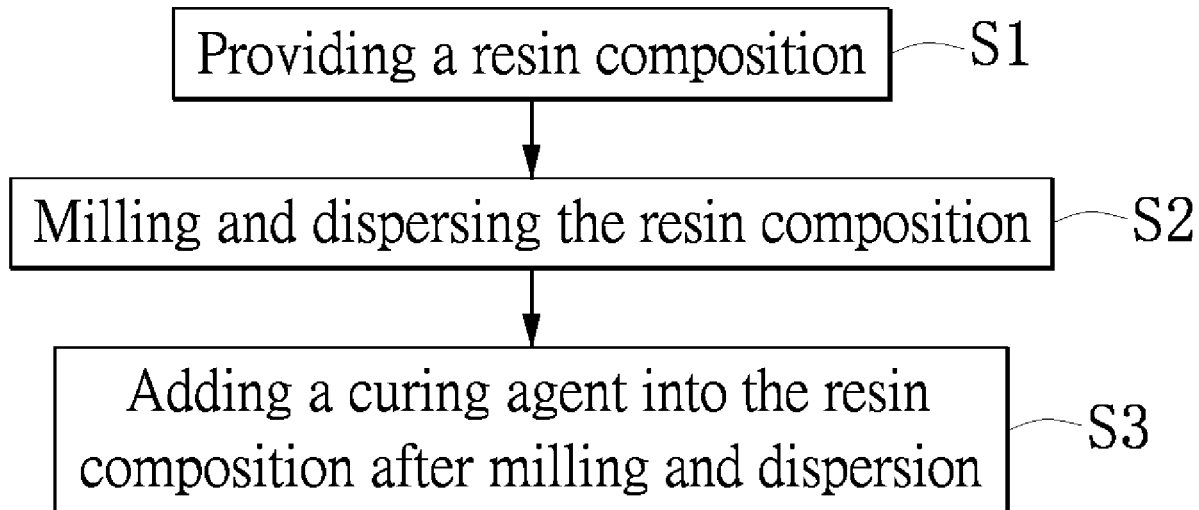 Providing a resin composition S1
Milling and dispersing the resin composition S2
Adding a curing agent into the resin
composition after milling and dispersion
S3